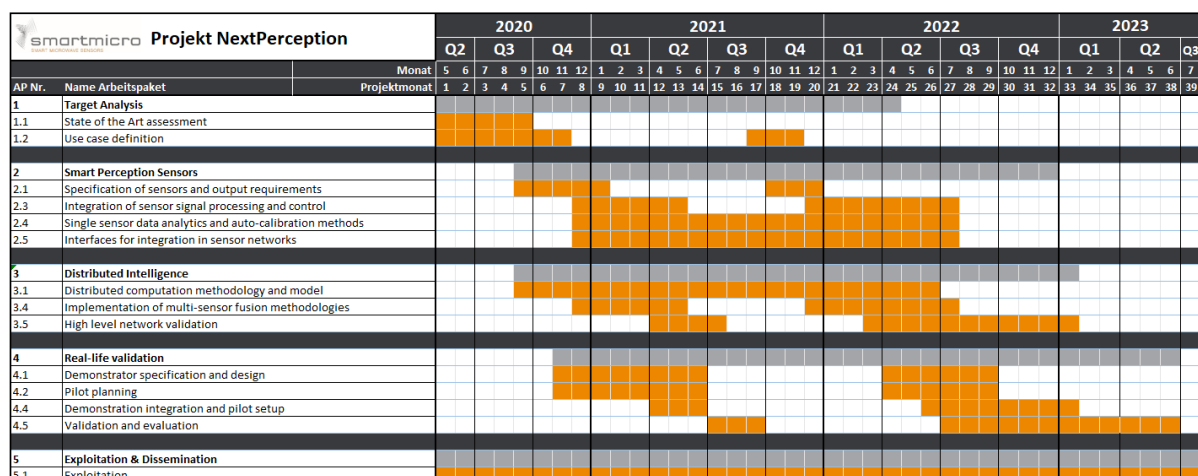 2020 2021 2022 2023
smartmicro Projekt NextPerception
SMART MICROWAVE SENSORS
Q2 Q3 Q4 Q1 Q2 Q3 Q4 Q1 Q2 Q3 Q4 Q1 Q2 Q3
Monat 5 6 7 8 9 10 11 12 1 2 3 4 5 6 7 8 9 10 11 12 1 2 3 4 5 6 7 8 9 10 11 12 1 2 3 4 5 6 7
AP Nr. Name Arbeitspaket Projektmonat 1 2 3 4 5 6 7 8 9 10 11 12 13 14 15 16 17 18 19 20 21 22 23 24 25 26 27 28 29 30 31 32 33 34 35 36 37 38 39
1 Target Analysis
1.1 State of the Art assessment
1.2 Use case definition
2 Smart Perception Sensors
2.1 Specification of sensors and output requirements
2.3 Integration of sensor signal processing and control
2.4 Single sensor data analytics and auto-calibration methods
2.5 Interfaces for integration in sensor networks
3 Distributed Intelligence
3.1 Distributed computation methodology and model
3.4 Implementation of multi-sensor fusion methodologies
3.5 High level network validation
4 Real-life validation
4.1 Demonstrator specification and design
4.2 Pilot planning
4.4 Demonstration integration and pilot setup
4.5 Validation and evaluation
5 Exploitation & Dissemination
5.1 Exploitation